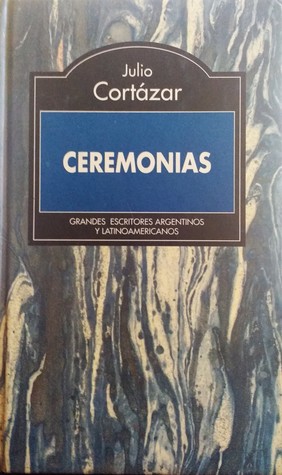 Julio
Cortázar
CEREMONIAS
GRANDES ESCRITORES ARGENTINOS
Y LATINOAMERICANOS